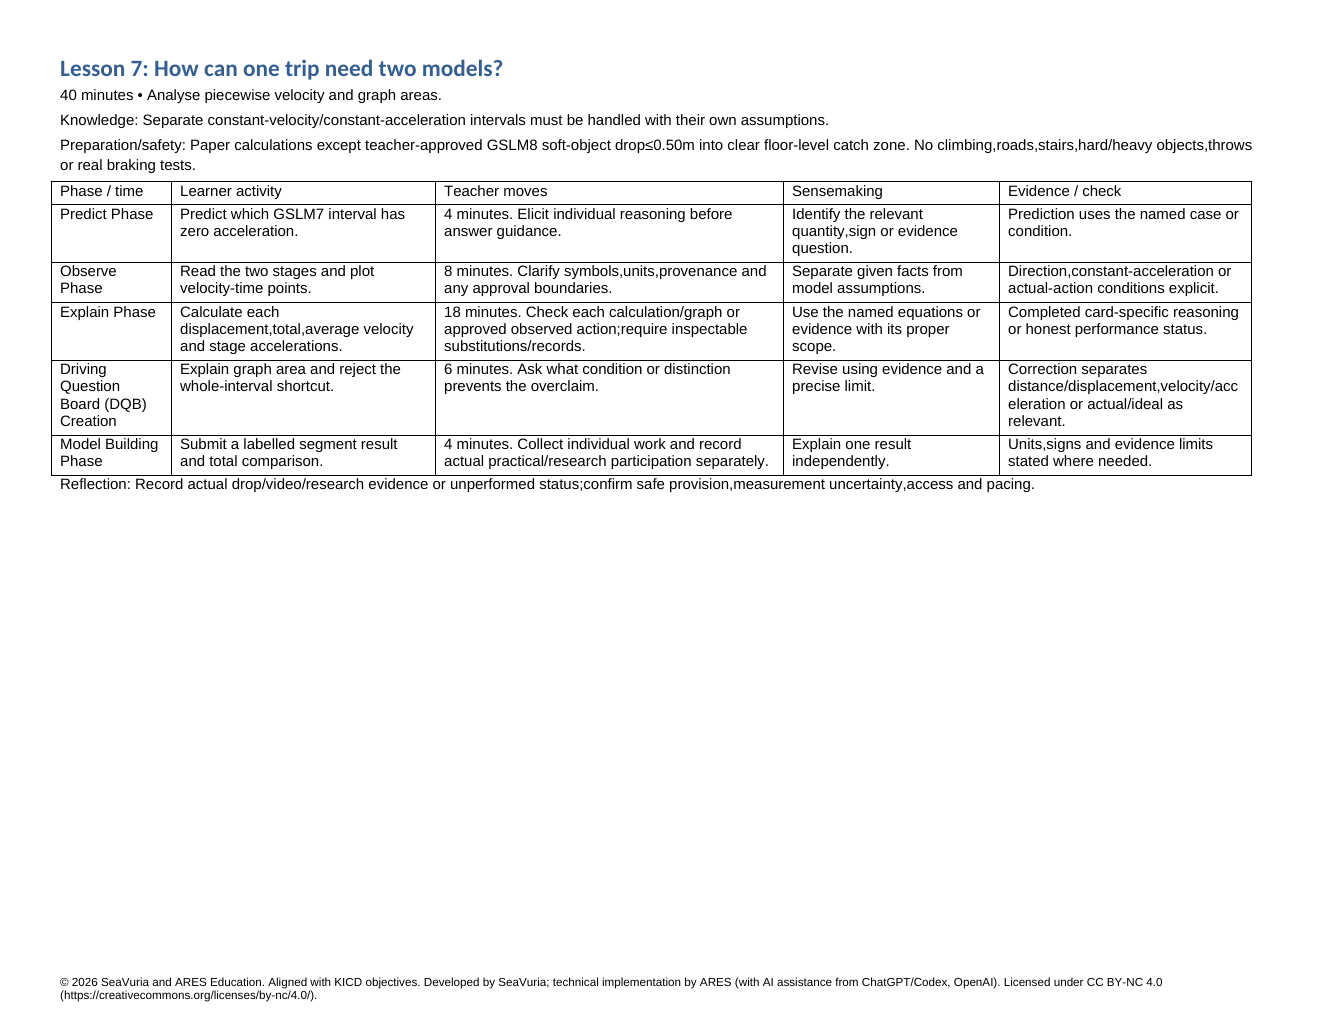 Lesson 7: How can one trip need two models?
40 minutes • Analyse piecewise velocity and graph areas.
Knowledge: Separate constant-velocity/constant-acceleration intervals must be handled with their own assumptions.
Preparation/safety: Paper calculations except teacher-approved GSLM8 soft-object drop≤0.50m into clear floor-level catch zone. No climbing,roads,stairs,hard/heavy objects,throws
or real braking tests.
Phase / time
Learner activity
Teacher moves
Sensemaking
Evidence / check
Predict Phase
Predict which GSLM7 interval has
zero acceleration.
4 minutes. Elicit individual reasoning before
answer guidance.
Identify the relevant
quantity,sign or evidence
question.
Prediction uses the named case or
condition.
Observe
Phase
Read the two stages and plot
velocity-time points.
8 minutes. Clarify symbols,units,provenance and
any approval boundaries.
Separate given facts from
model assumptions.
Direction,constant-acceleration or
actual-action conditions explicit.
Explain Phase
Calculate each
displacement,total,average velocity
and stage accelerations.
18 minutes. Check each calculation/graph or
approved observed action;require inspectable
substitutions/records.
Use the named equations or
evidence with its proper
scope.
Completed card-specific reasoning
or honest performance status.
Driving
Question
Board (DQB)
Creation
Explain graph area and reject the
whole-interval shortcut.
6 minutes. Ask what condition or distinction
prevents the overclaim.
Revise using evidence and a
precise limit.
Correction separates
distance/displacement,velocity/acc
eleration or actual/ideal as
relevant.
Model Building
Phase
Submit a labelled segment result
and total comparison.
4 minutes. Collect individual work and record
actual practical/research participation separately.
Explain one result
independently.
Units,signs and evidence limits
stated where needed.
Reflection: Record actual drop/video/research evidence or unperformed status;confirm safe provision,measurement uncertainty,access and pacing.
© 2026 SeaVuria and ARES Education. Aligned with KICD objectives. Developed by SeaVuria; technical implementation by ARES (with AI assistance from ChatGPT/Codex, OpenAI). Licensed under CC BY-NC 4.0
(https://creativecommons.org/licenses/by-nc/4.0/).